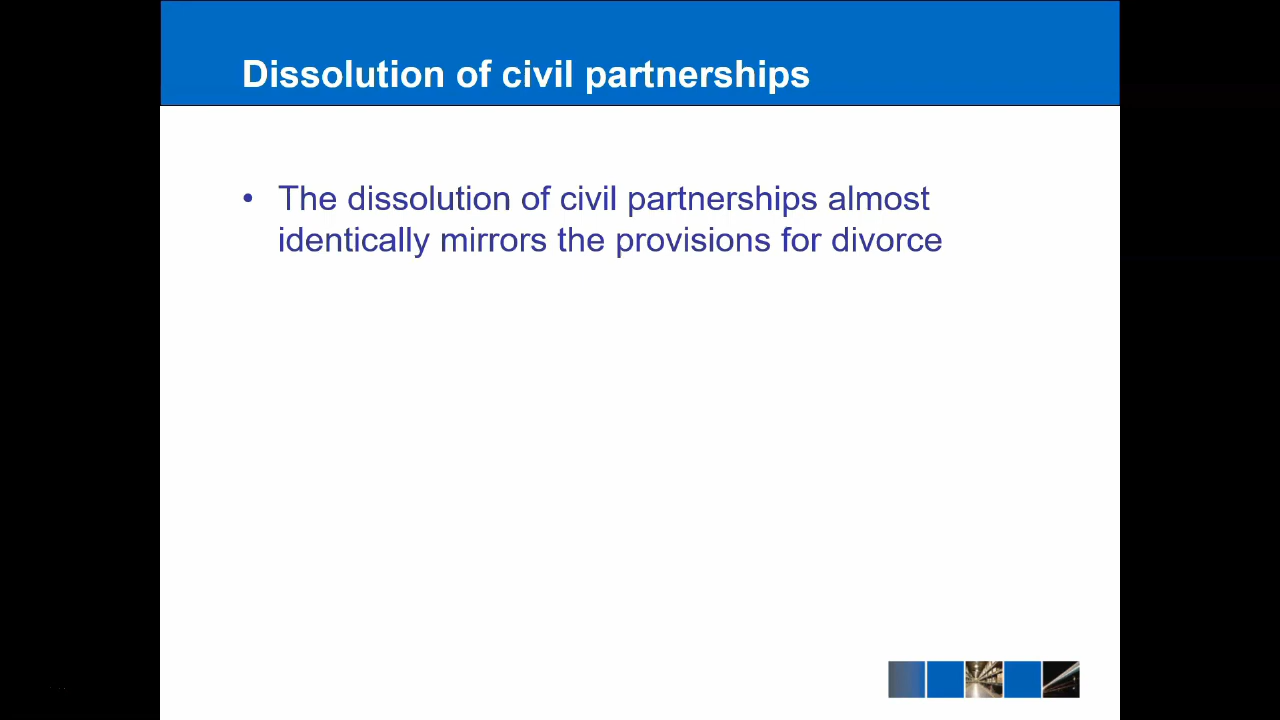 Dissolution of civil partnerships
• The dissolution of civil partnerships almost
identically mirrors the provisions for divorce